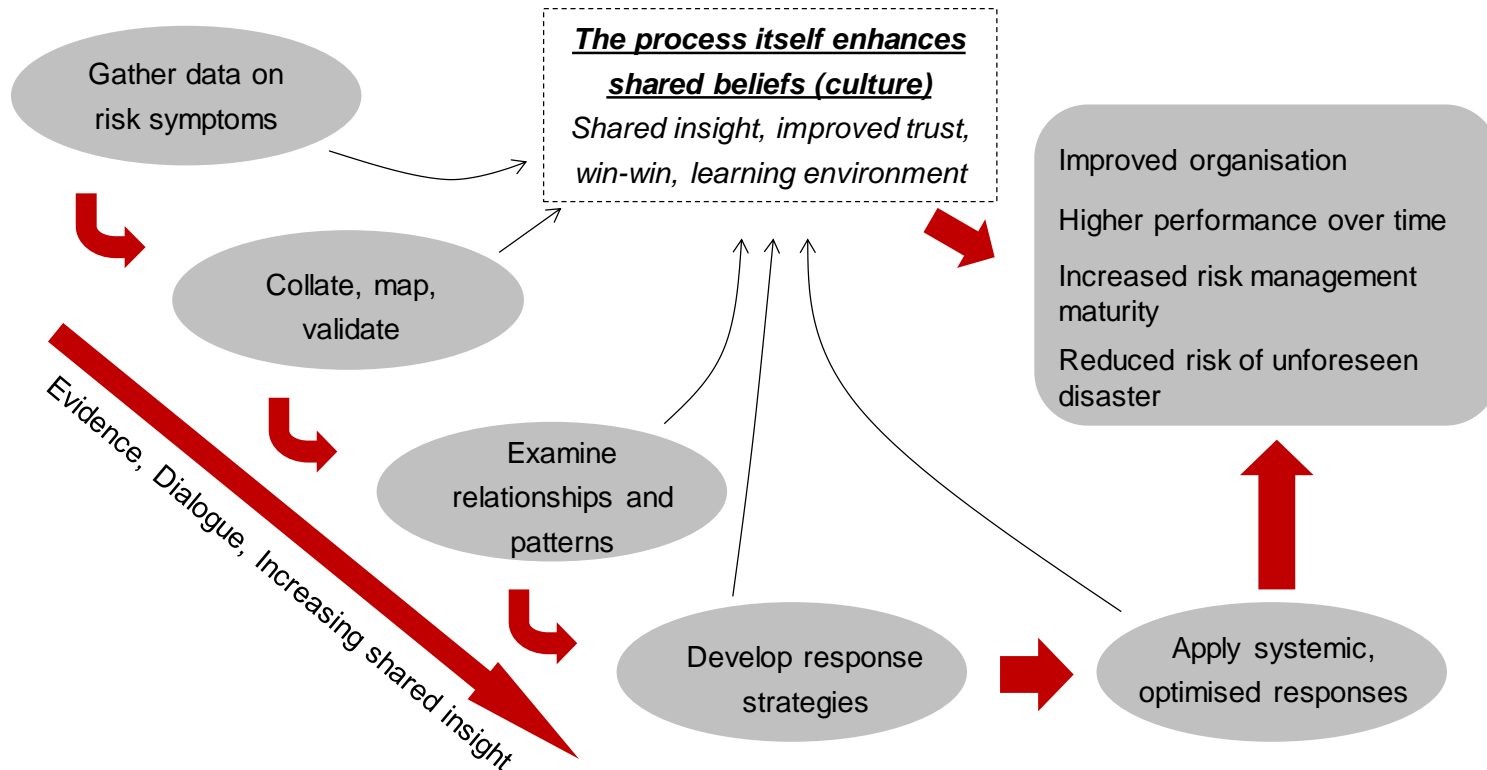 The process itself enhances
shared beliefs (culture)
Shared insight, improved trust,
win-win, learning environment
Gather data on
risk symptoms
Collate, map,
validate
Examine
relationships and
patterns
Develop response
strategies
Apply systemic,
optimised responses
Improved organisation
Higher performance over time
Increased risk management
maturity
Reduced risk of unforeseen
disaster
Evidence, Dialogue, Increasing shared insight